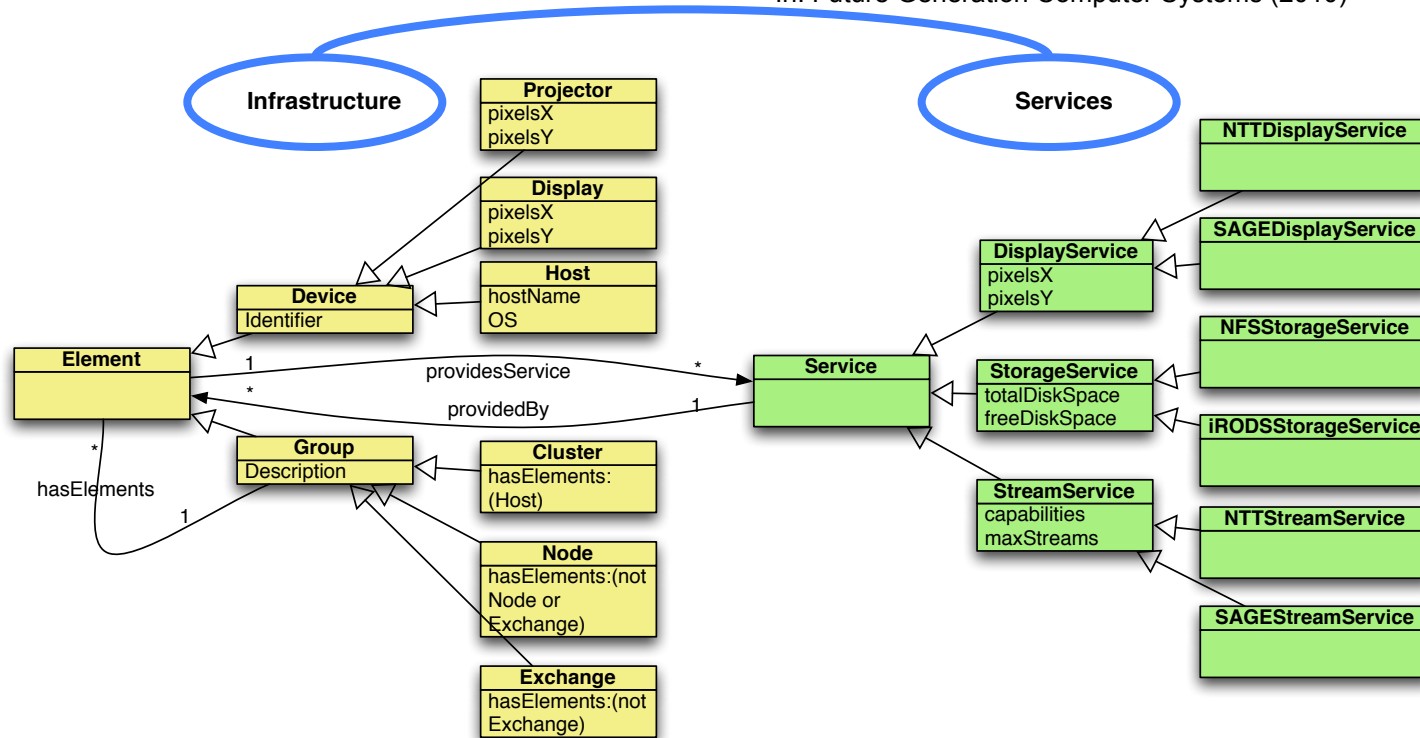 In: Future Generation Computer Systems (2010)
Infrastructure
Services
Projector
pixelsX
pixelsY
Display
pixelsX
pixelsY
Host
hostName
OS
Device
Identifier
Element
1
providesService
*
*
providedBy
1
*
hasElements
1
Group
Description
Cluster
hasElements:
(Host)
Node
hasElements:(not
Node or
Exchange)
Exchange
hasElements:(not
Exchange)
Service
DisplayService
pixelsX
pixelsY
StorageService
totalDiskSpace
freeDiskSpace
StreamService
capabilities
maxStreams
NTTDisplayService
SAGEDisplayService
NFSStorageService
iRODSStorageService
NTTStreamService
SAGEStreamService